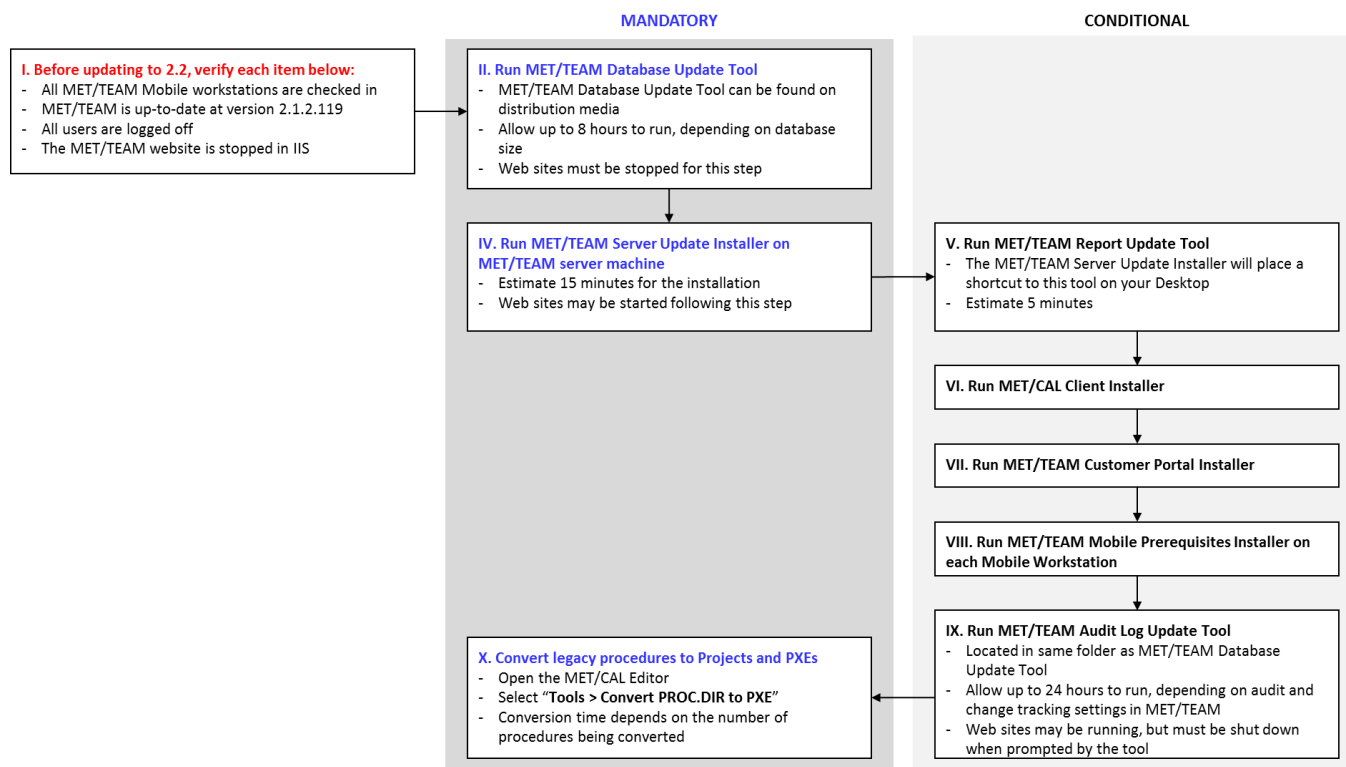 MANDATORY
CONDITIONAL
I. Before updating to 2.2, verify each item below:
- All MET/TEAM Mobile workstations are checked in
- MET/TEAM is up-to-date at version 2.1.2.119
- All users are logged off
- The MET/TEAM website is stopped in IIS
II. Run MET/TEAM Database Update Tool
- MET/TEAM Database Update Tool can be found on
distribution media
- Allow up to 8 hours to run, depending on database
size
- Web sites must be stopped for this step
IV. Run MET/TEAM Server Update Installer on
MET/TEAM server machine
- Estimate 15 minutes for the installation
- Web sites may be started following this step
V. Run MET/TEAM Report Update Tool
- The MET/TEAM Server Update Installer will place a
shortcut to this tool on your Desktop
- Estimate 5 minutes
VI. Run MET/CAL Client Installer
VII. Run MET/TEAM Customer Portal Installer
VIII. Run MET/TEAM Mobile Prerequisites Installer on
each Mobile Workstation
IX. Run MET/TEAM Audit Log Update Tool
- Located in same folder as MET/TEAM Database
Update Tool
- Allow up to 24 hours to run, depending on audit and
change tracking settings in MET/TEAM
- Web sites may be running, but must be shut down
when prompted by the tool
X. Convert legacy procedures to Projects and PXEs
- Open the MET/CAL Editor
- Select “Tools > Convert PROC.DIR to PXE”
- Conversion time depends on the number of
procedures being converted